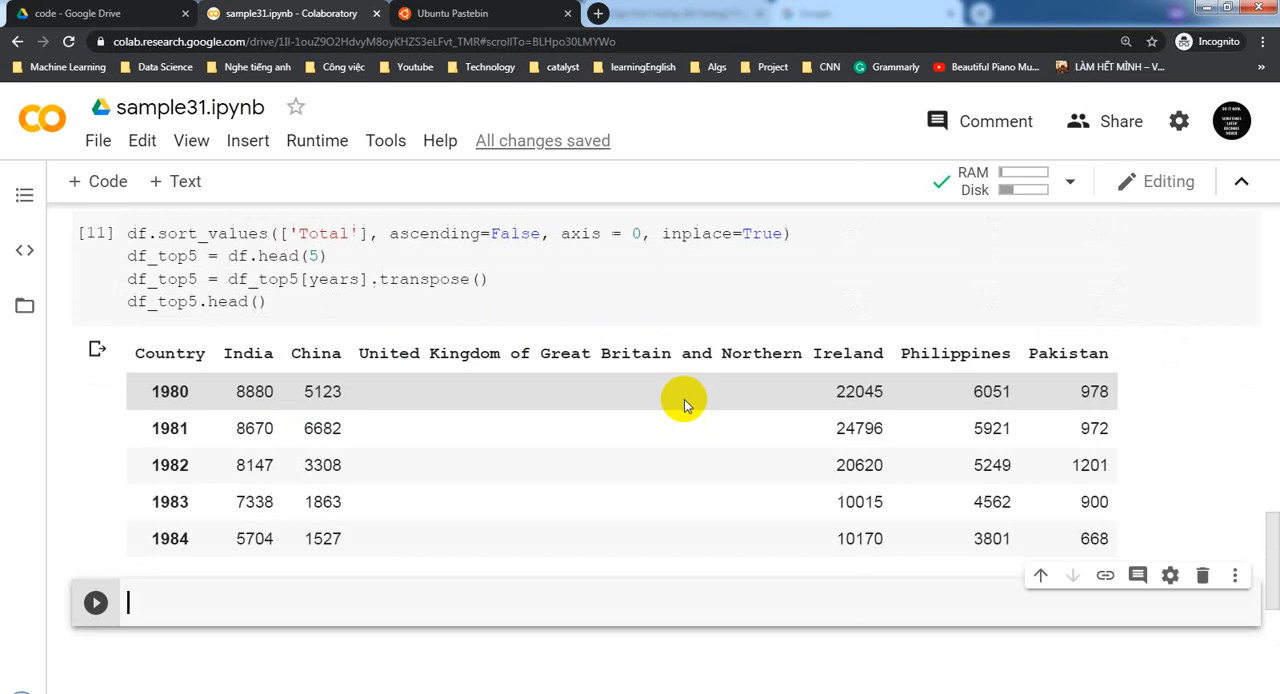 code - Google Drive
sample31.ipynb - Colaboratory
Ubuntu Pastebin
Google
colab.research.google.com/drive/1Il-1ouZ9O2HdvyM8oyKHZS3eLFvt_TMR#scrollTo=BLHpo30LMYWo
Incognito
Machine Learning
Data Science
Nghe tiếng anh
Công việc
Youtube
Technology
catalyst
learningEnglish
Algs
Project
CNN
Grammarly
Beautiful Piano Mu...
LÀM HẾT MÌNH – V...
»
sample31.ipynb
Comment
Share
File Edit View Insert Runtime Tools Help All changes saved
+ Code + Text
RAM
Disk
Editing
[11] df.sort_values(['Total'], ascending=False, axis = 0, inplace=True)
df_top5 = df.head(5)
df_top5 = df_top5[years].transpose()
df_top5.head()
Country India China United Kingdom of Great Britain and Northern Ireland Philippines Pakistan
1980 8880 5123 22045 6051 978
1981 8670 6682 24796 5921 972
1982 8147 3308 20620 5249 1201
1983 7338 1863 10015 4562 900
1984 5704 1527 10170 3801 668